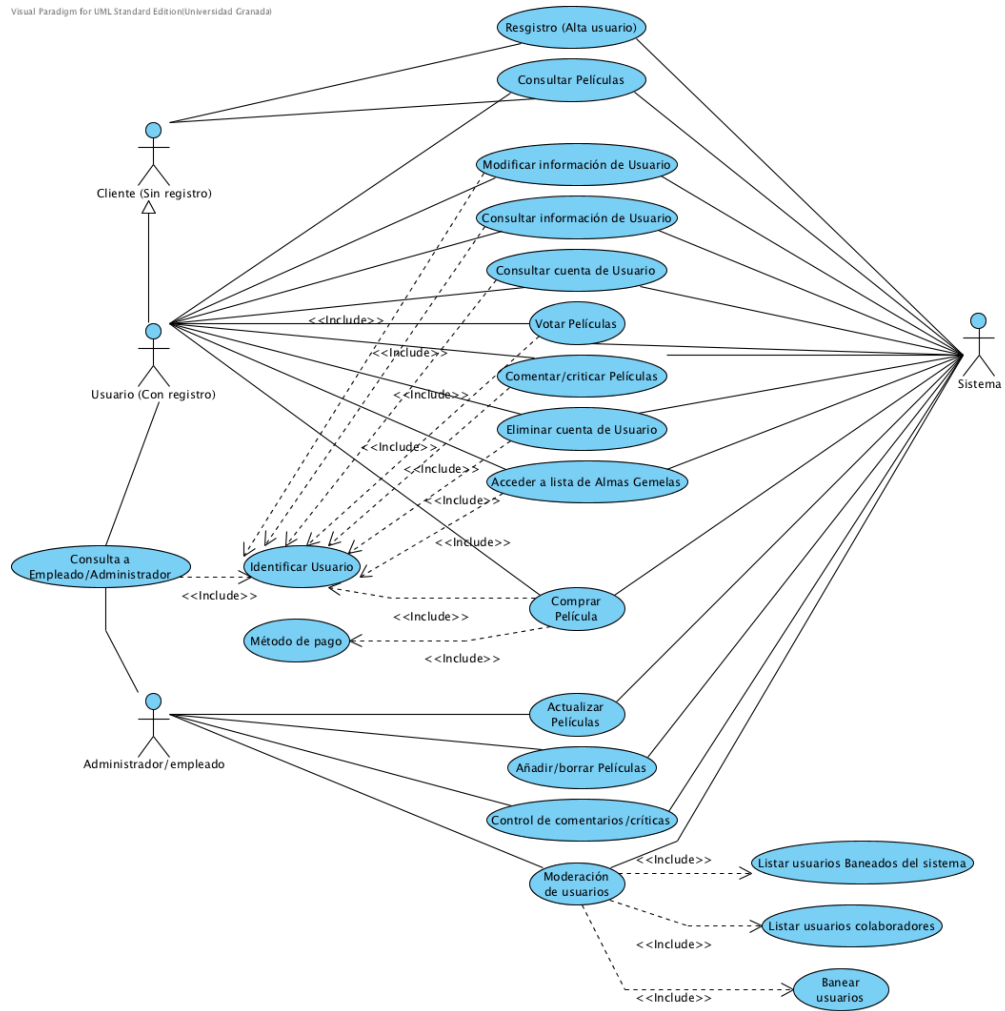 Visual Paradigm for UML Standard Edition(Universidad Granada)
Resgistro (Alta usuario)
Consultar Películas
Cliente (Sin registro)
Modificar información de Usuario
Consultar información de Usuario
Consultar cuenta de Usuario
<<Include>>
Votar Películas
<<Include>>
Comentar/criticar Películas
Sistema
Usuario (Con registro)
Eliminar cuenta de Usuario
<<Include>>
<<Include>>
Acceder a lista de Almas Gemelas
<<Include>>
<<Include>>
Consulta a
Empleado/Administrador
Identificar Usuario
<<Include>>
Comprar
Película
<<Include>>
Método de pago
<<Include>>
Actualizar
Películas
Administrador/empleado
Añadir/borrar Películas
Control de comentarios/críticas
<<Include>>
Listar usuarios Baneados del sistema
Moderación
de usuarios
Listar usuarios colaboradores
<<Include>>
Banear
usuarios
<<Include>>